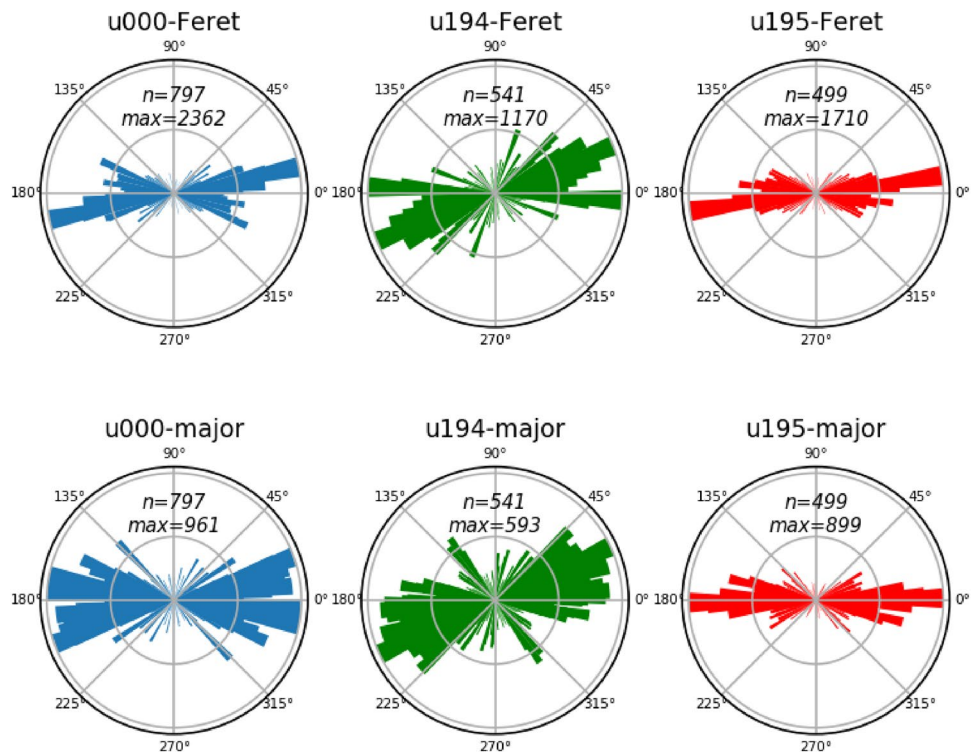 u000-Feret
90°
135°
n=797
max=2362
45°
180°
0°
225°
315°
270°
u194-Feret
90°
135°
n=541
max=1170
45°
180°
0°
225°
315°
270°
u195-Feret
90°
135°
n=499
max=1710
45°
180°
0°
225°
315°
270°
u000-major
90°
135°
n=797
max=961
45°
180°
0°
225°
315°
270°
u194-major
90°
135°
n=541
max=593
45°
180°
0°
225°
315°
270°
u195-major
90°
135°
n=499
max=899
45°
180°
0°
225°
315°
270°